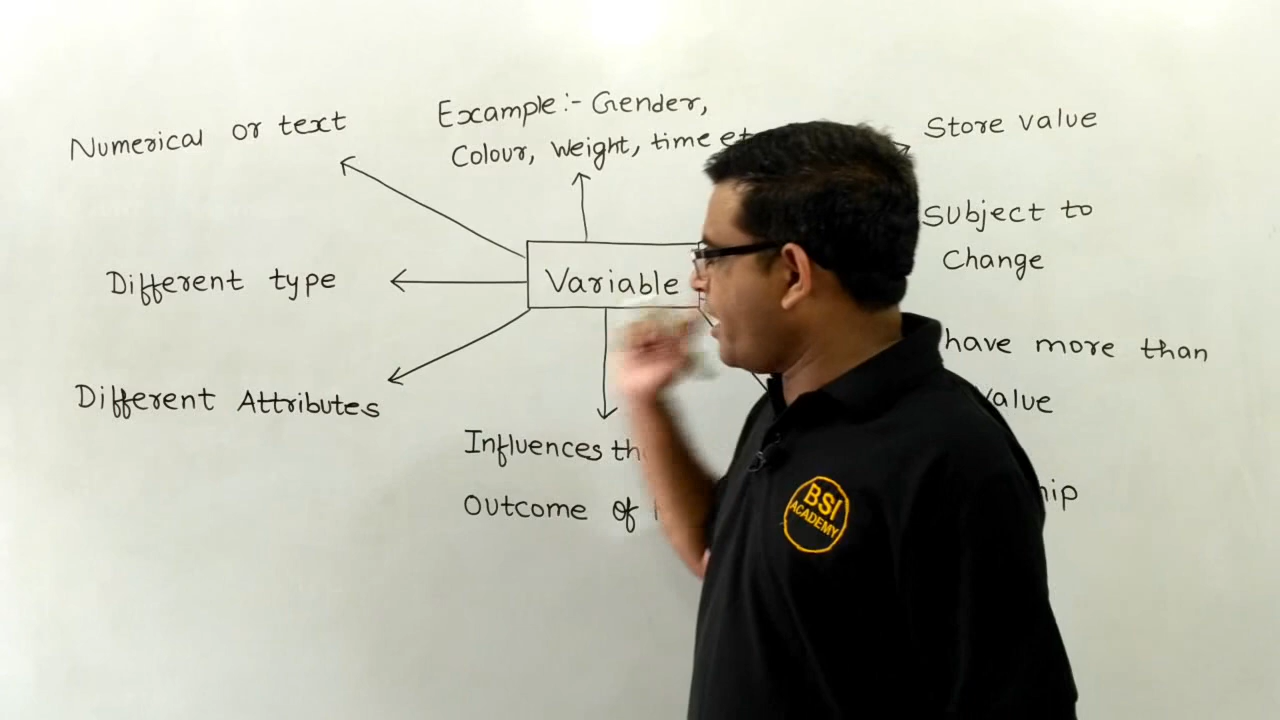 Numerical or text
Example:- Gender,
Colour, weight, time
Store value
Subject to
Change
Variable
Different type
have more than
value
Different Attributes
Influences
Outcome of
BSI
ACADEMY